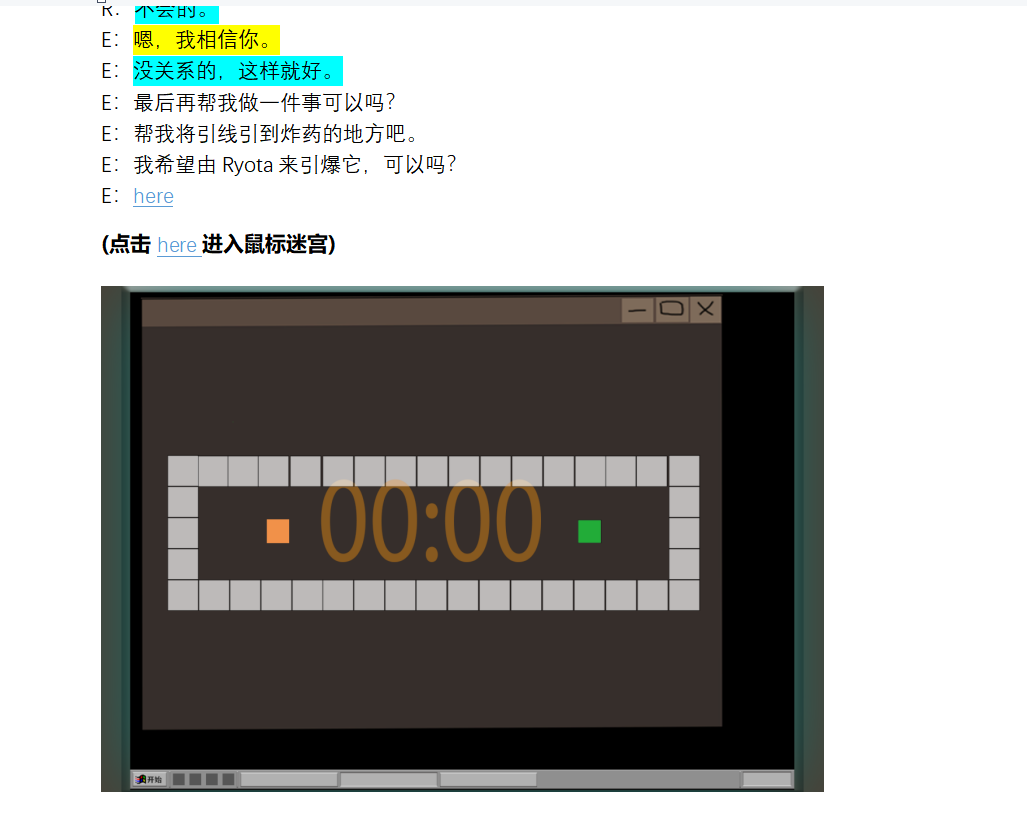 R：不会的。
E：嗯，我相信你。
E：没关系的，这样就好。
E：最后再帮我做一件事可以吗？
E：帮我将引线引到炸药的地方吧。
E：我希望由 Ryota 来引爆它，可以吗？
E：here
(点击 here 进入鼠标迷宫)
00:00
开始